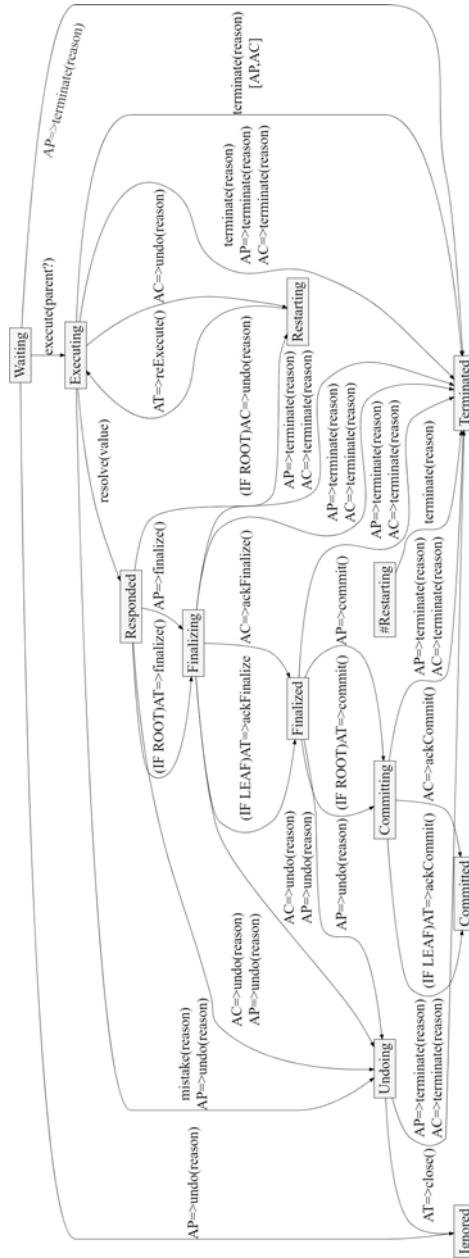 Waiting
AP=>terminate(reason)
execute(parent?)
Executing
terminate(reason)
[AP,AC]
AP=>undo(reason)
mistake(reason)
AP=>undo(reason)
resolve(value)
AT=>reExecute()
AC=>undo(reason)
terminate(reason)
AP=>terminate(reason)
AC=>terminate(reason)
Responded
Restarting
(IF ROOT)AT=>finalize()
AP=>finalize()
(IF ROOT)AC=>undo(reason)
Finalizing
AC=>undo(reason)
AP=>undo(reason)
(IF LEAF)AT=>ackFinalize
AC=>ackFinalize()
AP=>terminate(reason)
AC=>terminate(reason)
Finalized
AC=>undo(reason)
AP=>undo(reason)
AP=>terminate(reason)
AC=>terminate(reason)
AP=>undo(reason)
(IF ROOT)AT=>commit()
AP=>commit()
#Restarting
AP=>terminate(reason)
AC=>terminate(reason)
terminate(reason)
Undoing
Committing
AT=>close()
AP=>terminate(reason)
AC=>terminate(reason)
(IF LEAF)AT=>ackCommit()
AC=>ackCommit()
AP=>terminate(reason)
AC=>terminate(reason)
Ignored
Committed
Terminated